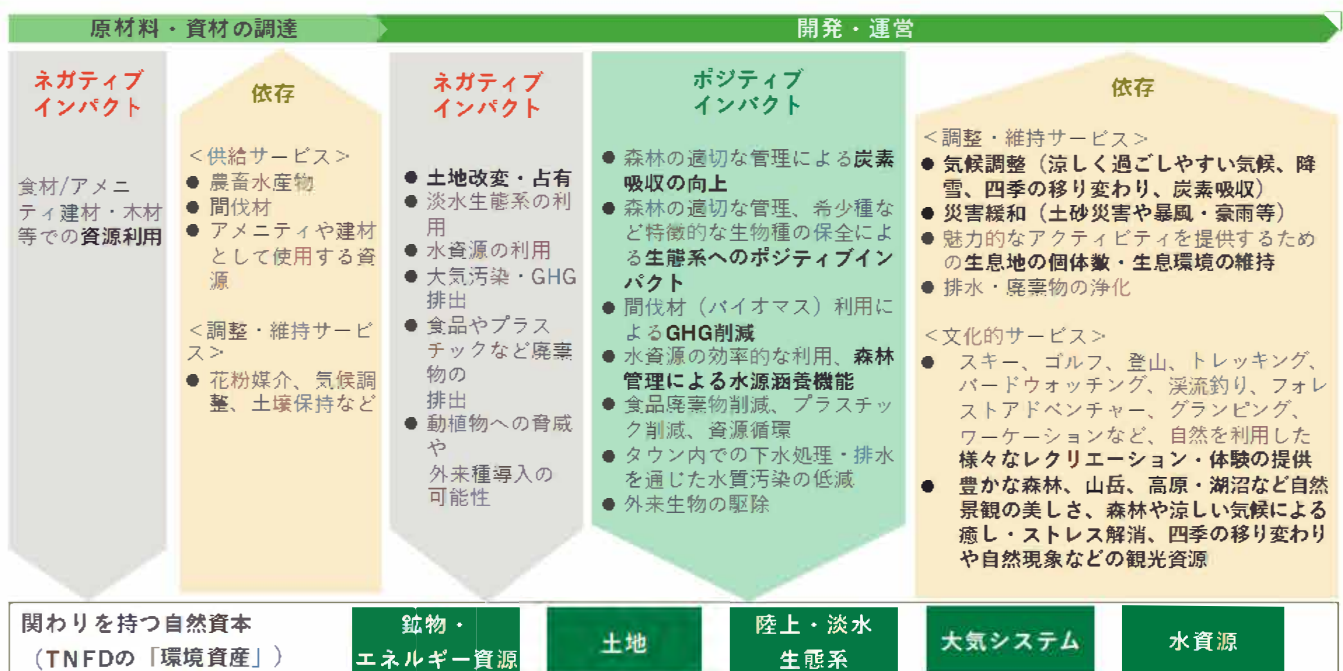 原材料・資材の調達
開発・運営
ネガティブ
インパクト
食材/アメニ
ティ建材・木材
等での資源利用
依存
＜供給サービス＞
● 農畜水産物
● 間伐材
● アメニティや建材
として使用する資
源
＜調整・維持サービ
ス＞
● 花粉媒介、気候調
整、土壌保持など
ネガティブ
インパクト
● 土地改変・占有
● 淡水生態系の利
用
● 水資源の利用
● 大気汚染・GHG
排出
● 食品やプラス
チックなど廃棄
物の
排出
● 動植物への脅威
や
外来種導入の
可能性
ポジティブ
インパクト
● 森林の適切な管理による炭素
吸収の向上
● 森林の適切な管理、希少種な
ど特徴的な生物種の保全によ
る生態系へのポジティブイン
パクト
● 間伐材（バイオマス）利用に
よるGHG削減
● 水資源の効率的な利用、森林
管理による水源涵養機能
● 食品廃棄物削減、プラスチッ
ク削減、資源循環
● タウン内での下水処理・排水
を通じた水質汚染の低減
● 外来生物の駆除
依存
＜調整・維持サービス＞
● 気候調整（涼しく過ごしやすい気候、降
雪、四季の移り変わり、炭素吸収）
● 災害緩和（土砂災害や暴風・豪雨等）
● 魅力的なアクティビティを提供するため
の生息地の個体数・生息環境の維持
● 排水・廃棄物の浄化
＜文化的サービス＞
● スキー、ゴルフ、登山、トレッキング、
バードウォッチング、渓流釣り、フォレ
ストアドベンチャー、グランピング、
ワーケーションなど、自然を利用した
様々なレクリエーション・体験の提供
● 豊かな森林、山岳、高原・湖沼など自然
景観の美しさ、森林や涼しい気候による
癒し・ストレス解消、四季の移り変わり
や自然現象などの観光資源
関わりを持つ自然資本
（TNFDの「環境資産」）
鉱物・
エネルギー資源
土地
陸上・淡水
生態系
大気システム
水資源